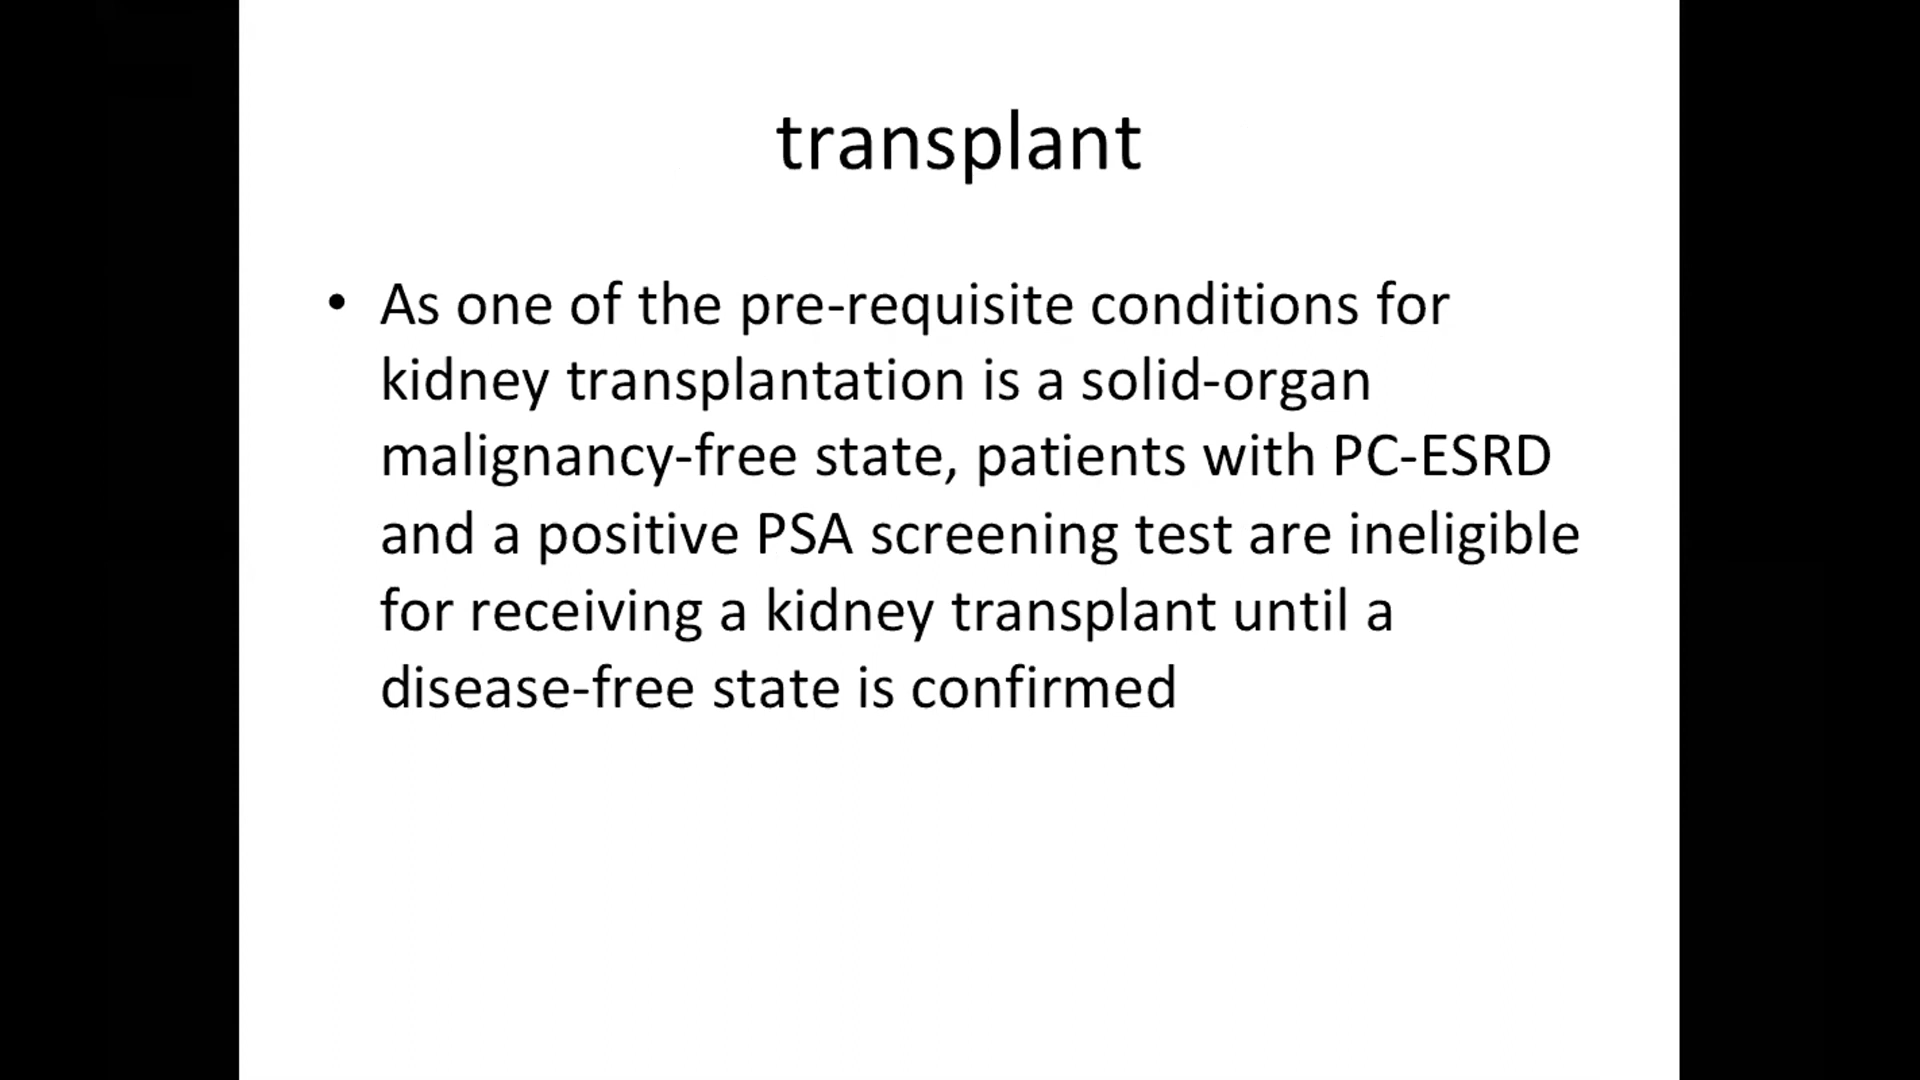 transplant
• As one of the pre-requisite conditions for
kidney transplantation is a solid-organ
malignancy-free state, patients with PC-ESRD
and a positive PSA screening test are ineligible
for receiving a kidney transplant until a
disease-free state is confirmed